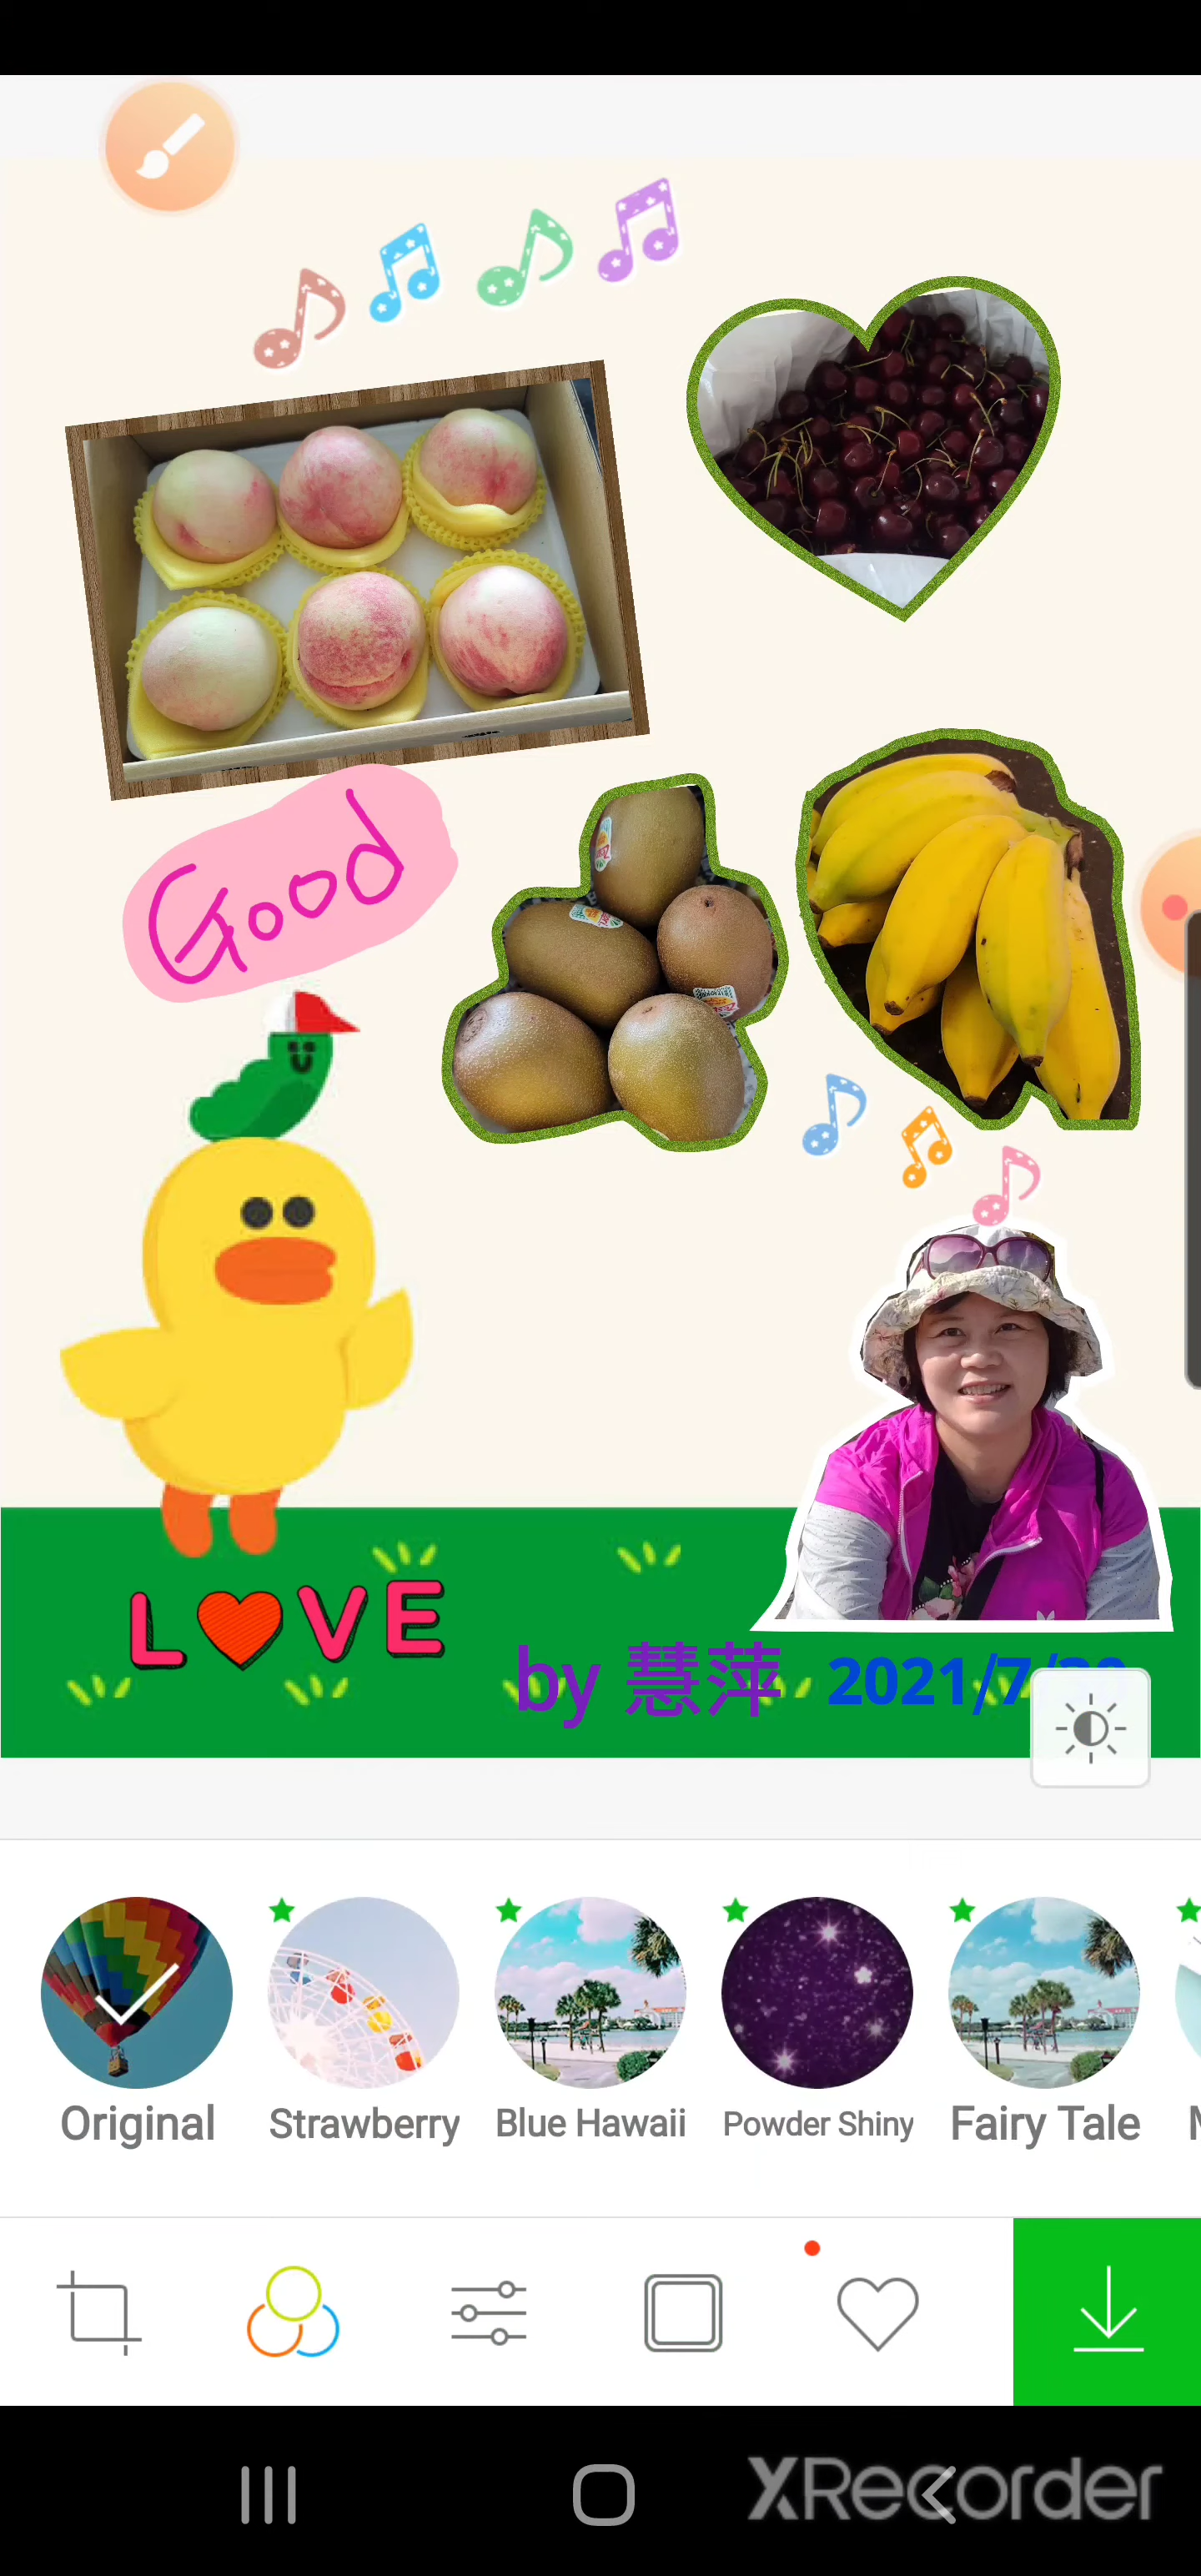 Good
LOVE
by 慧萍 2021/7/
Original Strawberry Blue Hawaii Powder Shiny Fairy Tale
XRecorder